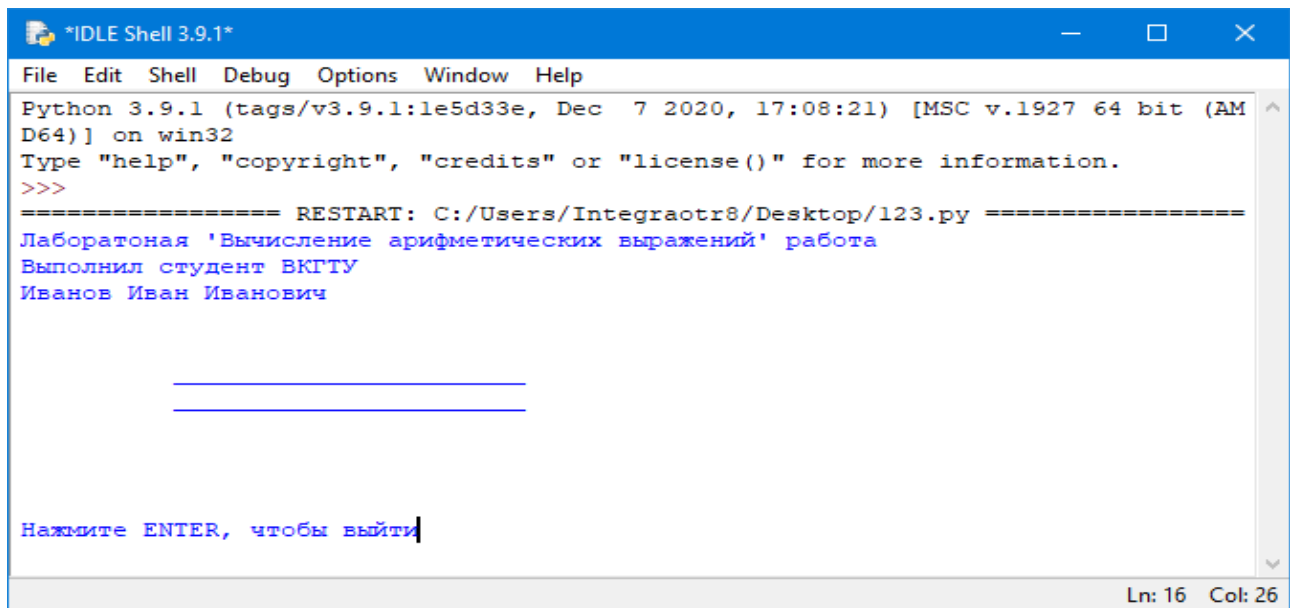 *IDLE Shell 3.9.1*
File Edit Shell Debug Options Window Help
Python 3.9.1 (tags/v3.9.1:1e5d33e, Dec  7 2020, 17:08:21) [MSC v.1927 64 bit (AM
D64)] on win32
Type "help", "copyright", "credits" or "license()" for more information.
>>>
================= RESTART: C:/Users/Integraotr8/Desktop/123.py =================
Лаборатоная 'Вычисление арифметических выражений' работа
Выполнил студент ВКГТУ
Иванов Иван Иванович
_______________________
_______________________
Нажмите ENTER, чтобы выйти
Ln: 16 Col: 26